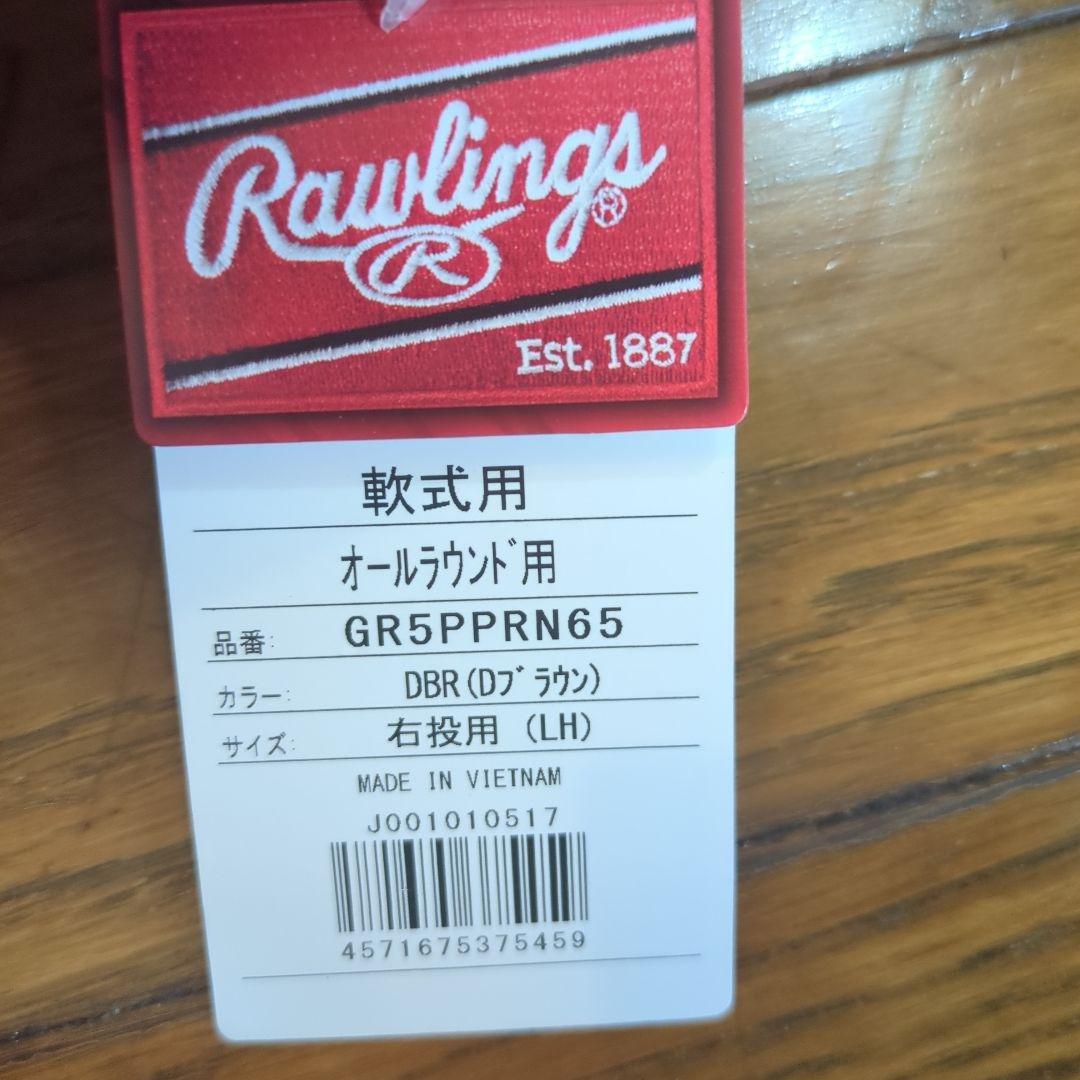 Rawlings®
R
Est. 1887
軟式用
ｵｰﾙﾗｳﾝﾄﾞ用
品番: GR5PPRN65
カラー: DBR(Dﾌﾞﾗｳﾝ)
サイズ: 右投用 (LH)
MADE IN VIETNAM
J001010517
4571675375459